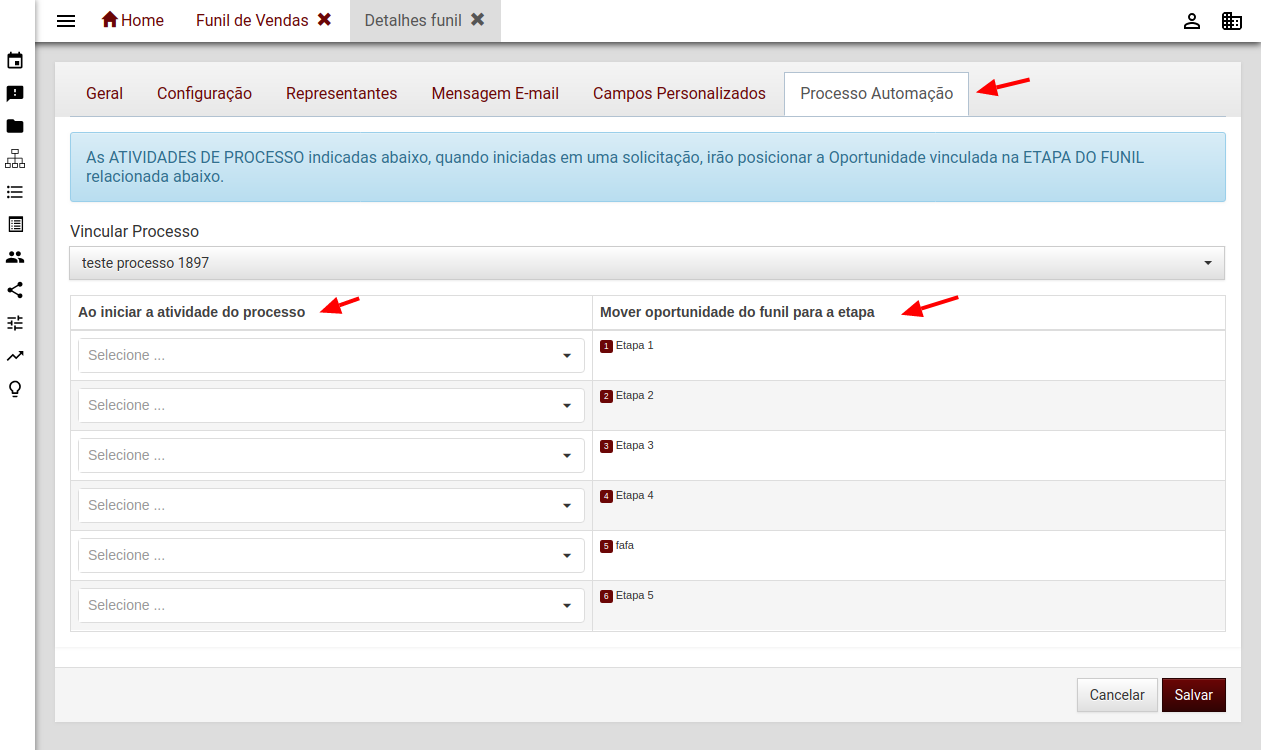 Home
Funil de Vendas
Detalhes funil
Geral
Configuração
Representantes
Mensagem E-mail
Campos Personalizados
Processo Automação
As ATIVIDADES DE PROCESSO indicadas abaixo, quando iniciadas em uma solicitação, irão posicionar a Oportunidade vinculada na ETAPA DO FUNIL
relacionada abaixo.
Vincular Processo
teste processo 1897
Ao iniciar a atividade do processo
Mover oportunidade do funil para a etapa
Selecione ...
1 Etapa 1
Selecione ...
2 Etapa 2
Selecione ...
3 Etapa 3
Selecione ...
4 Etapa 4
Selecione ...
5 fafa
Selecione ...
6 Etapa 5
Cancelar
Salvar